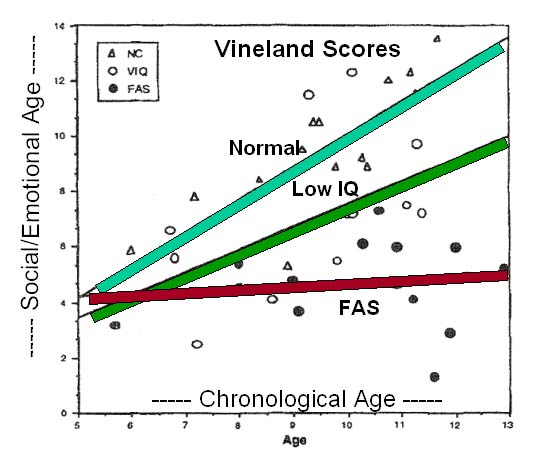 Vineland Scores
NC
VIQ
FAS
Normal
Low IQ
FAS
----- Social/Emotional Age -----
14
12
10
8
6
4
2
0
----- Chronological Age -----
5
6
7
8
9
10
11
12
13
Age